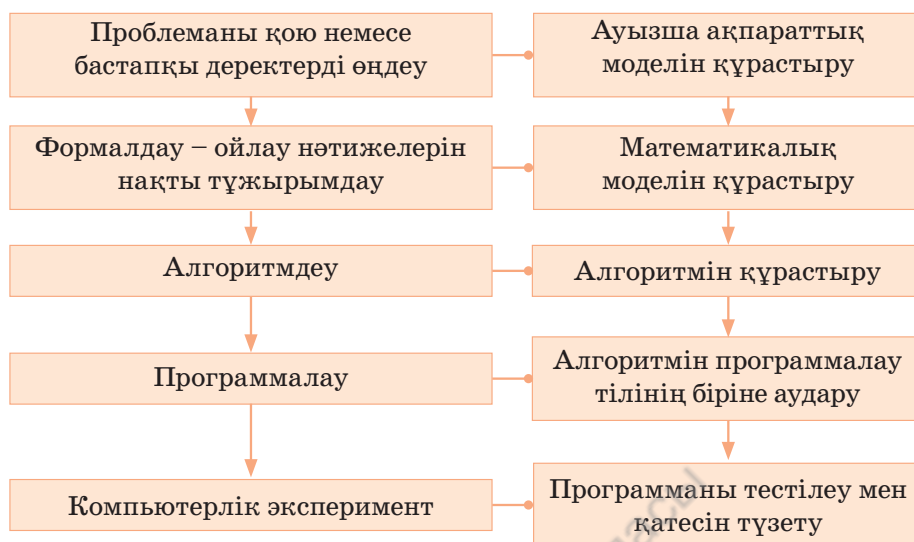 Проблеманы қою немесе
бастапқы деректерді өңдеу
Ауызша ақпараттық
моделін құрастыру
Формалдау – ойлау нәтижелерін
нақты тұжырымдау
Математикалық
моделін құрастыру
Алгоритмдеу
Алгоритмін құрастыру
Программалау
Алгоритмін программалау
тілінің біріне аудару
Компьютерлік эксперимент
Программаны тестілеу мен
қатесін түзету